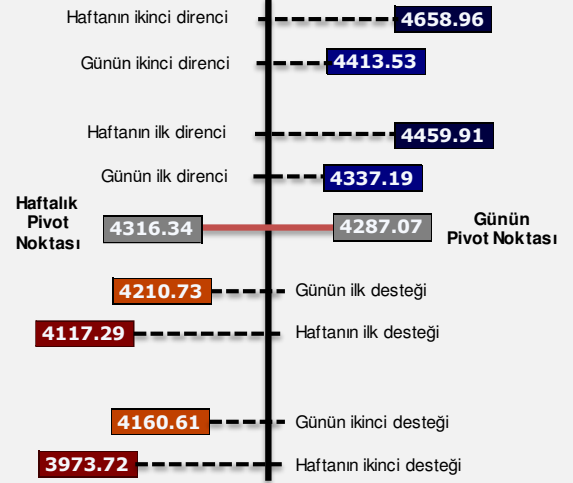 Haftanın ikinci direnci 4658.96
Günün ikinci direnci 4413.53
Haftanın ilk direnci 4459.91
Günün ilk direnci 4337.19
Haftalık
Pivot
Noktası
4316.34
4287.07
Günün
Pivot Noktası
4210.73 Günün ilk desteği
4117.29 Haftanın ilk desteği
4160.61 Günün ikinci desteği
3973.72 Haftanın ikinci desteği